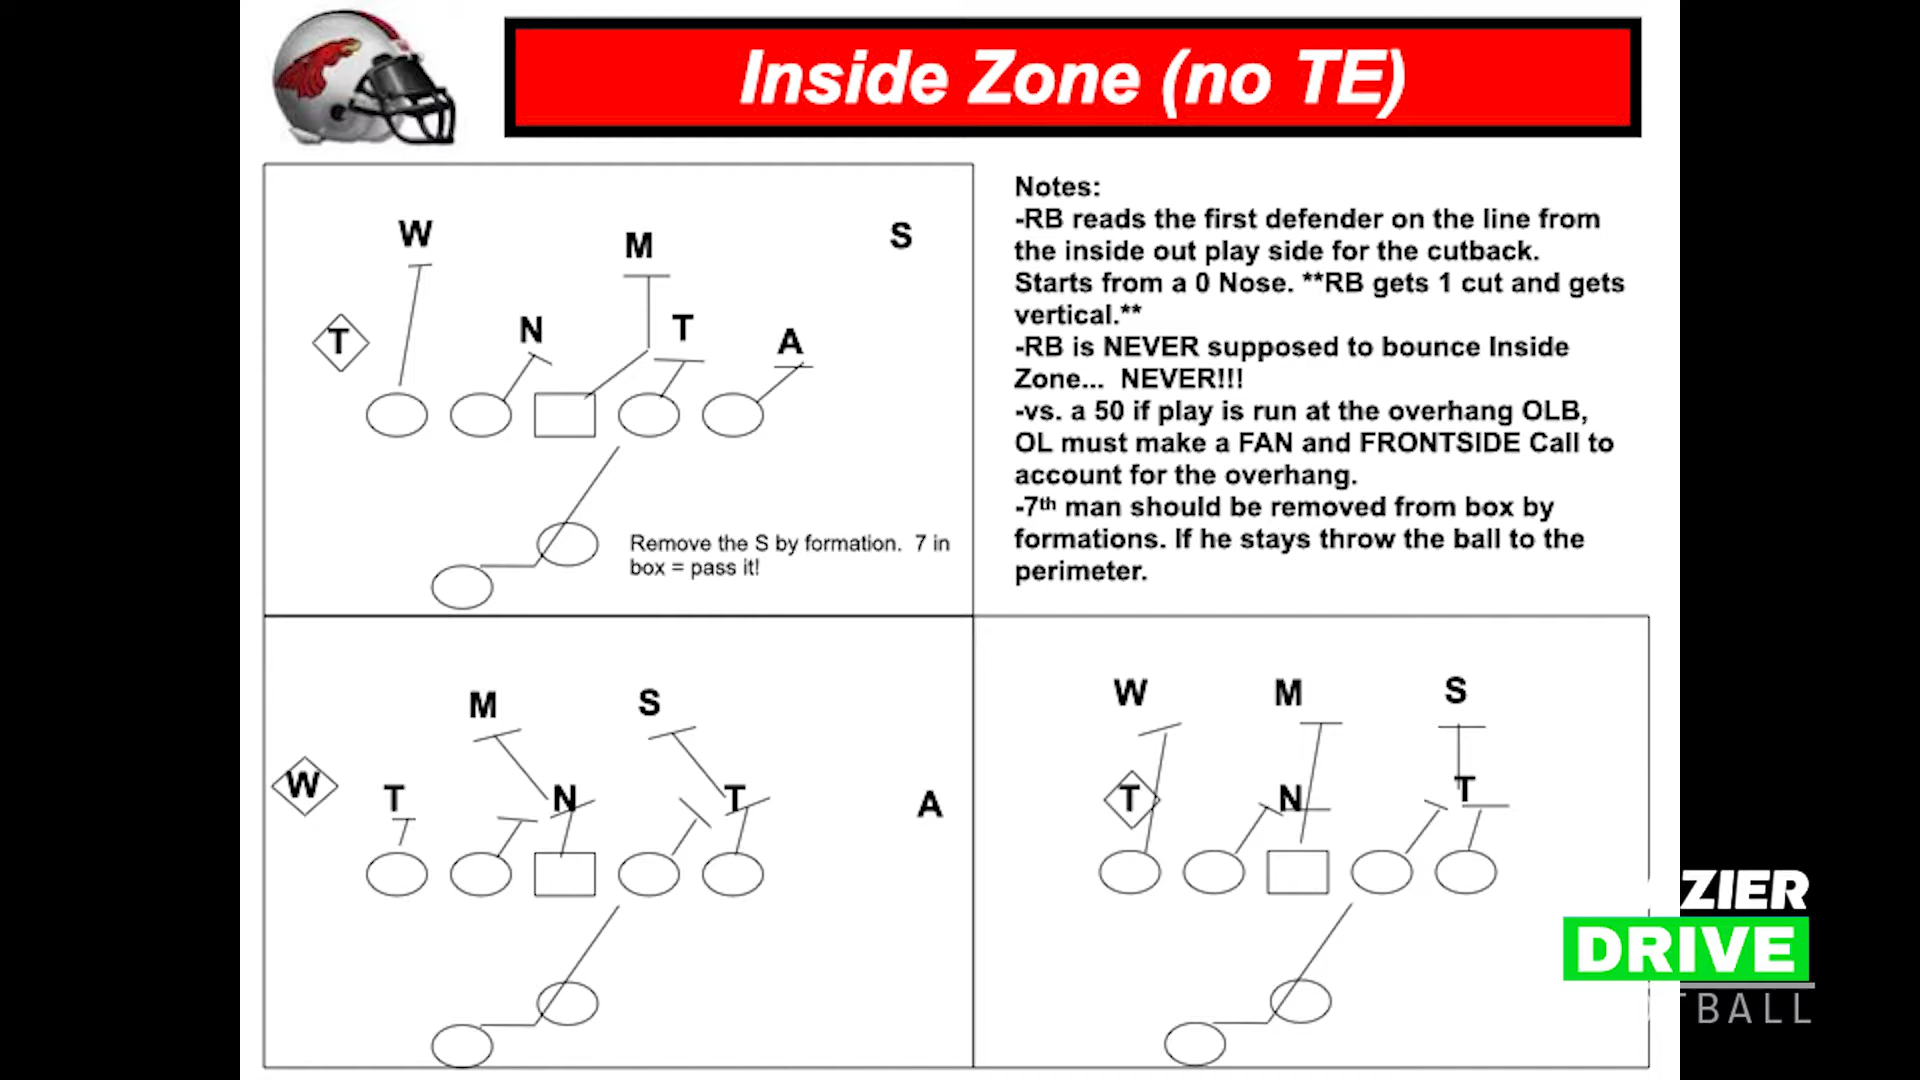 Inside Zone (no TE)
Notes:
-RB reads the first defender on the line from
the inside out play side for the cutback.
Starts from a 0 Nose. **RB gets 1 cut and gets
vertical.**
-RB is NEVER supposed to bounce Inside
Zone... NEVER!!!
-vs. a 50 if play is run at the overhang OLB,
OL must make a FAN and FRONTSIDE Call to
account for the overhang.
-7th man should be removed from box by
formations. If he stays throw the ball to the
perimeter.
W M S
T N T A
Remove the S by formation. 7 in
box = pass it!
M S
W T N T A
W M S
T N T
ZIER
DRIVE
TBALL